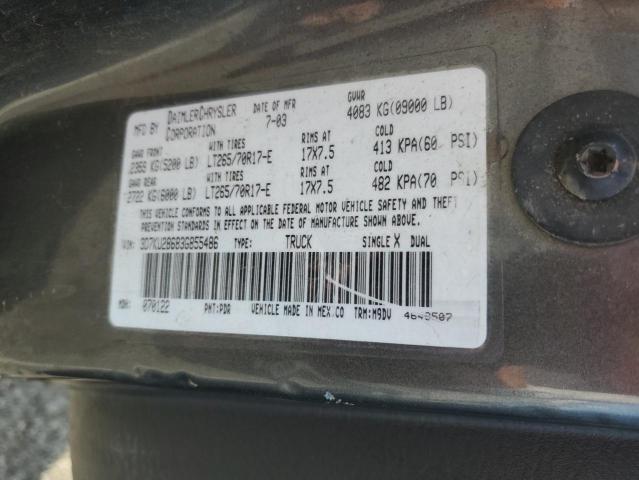 MFD BY DAIMLERCHRYSLER CORPORATION DATE OF MFR 7-03 GVWR 4083 KG(09000 LB)
GAWR FRONT WITH TIRES RIMS AT COLD
2359 KG(5200 LB) LT265/70R17-E 17X7.5 413 KPA(60 PSI)
GAWR REAR WITH TIRES RIMS AT COLD
2722 KG(6000 LB) LT265/70R17-E 17X7.5 482 KPA(70 PSI)
THIS VEHICLE CONFORMS TO ALL APPLICABLE FEDERAL MOTOR VEHICLE SAFETY AND THEFT
PREVENTION STANDARDS IN EFFECT ON THE DATE OF MANUFACTURE SHOWN ABOVE.
VIN: 3D7KU28683G855486 TYPE: TRUCK SINGLE X DUAL
MDH: 070122 PNT:PDR VEHICLE MADE IN MEX.CO TRM:M9DV 4648507